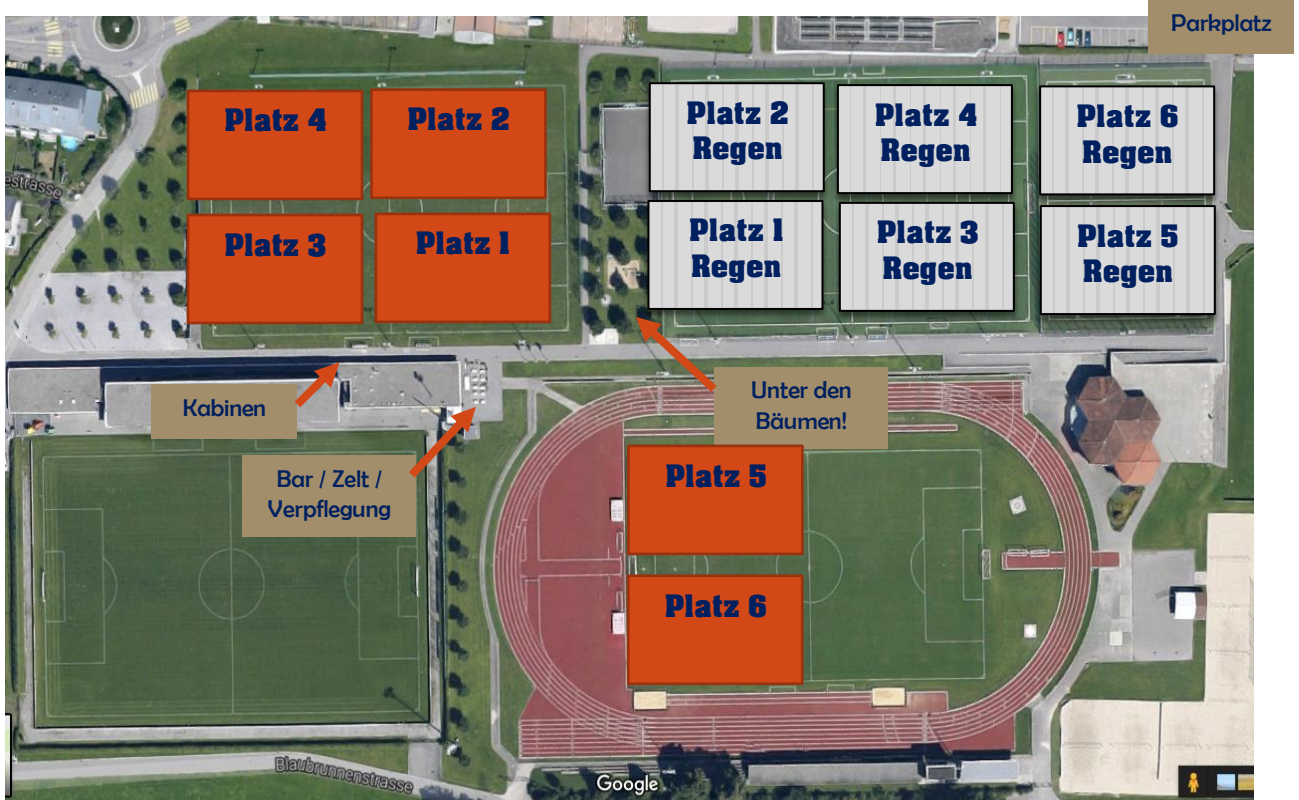 Parkplatz
Platz 4
Platz 2
Platz 2
Regen
Platz 4
Regen
Platz 6
Regen
Platz 3
Platz 1
Platz 1
Regen
Platz 3
Regen
Platz 5
Regen
Kabinen
Unter den
Bäumen!
Bar / Zelt /
Verpflegung
Platz 5
Platz 6
Blaubrunnenstrasse
Google